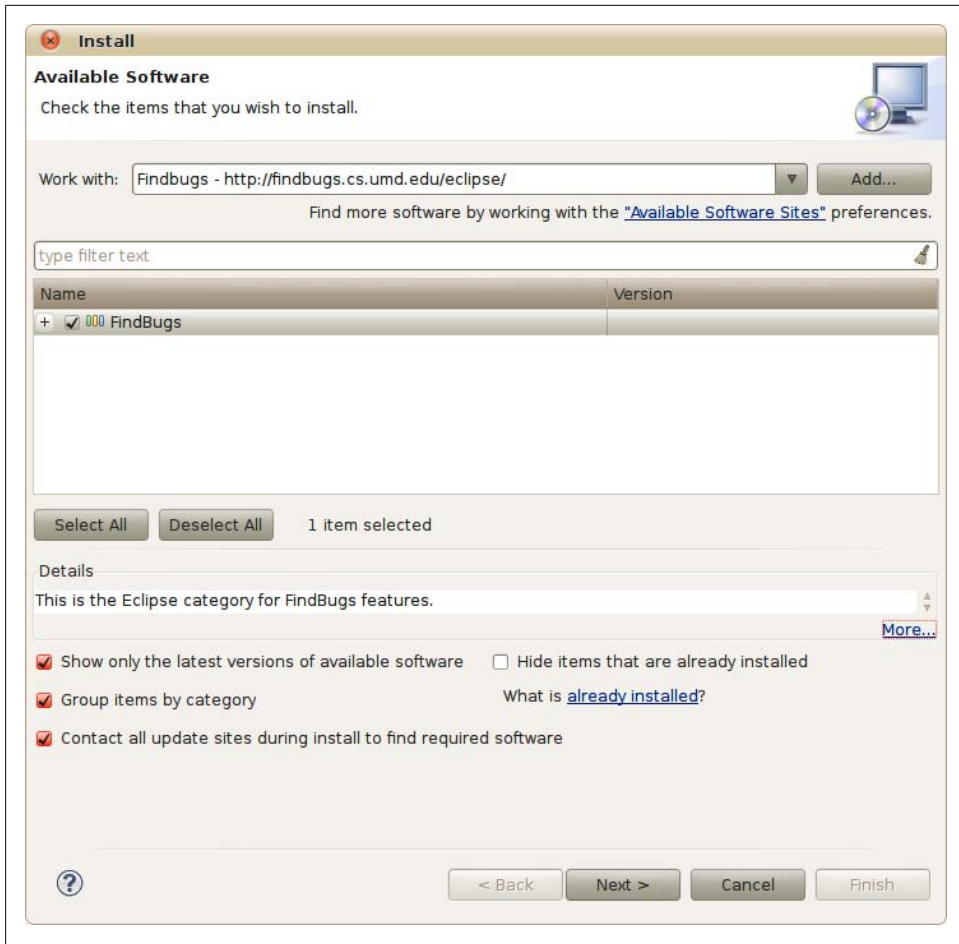 Install
Available Software
Check the items that you wish to install.
Work with: Findbugs - http://findbugs.cs.umd.edu/eclipse/ Add...
Find more software by working with the "Available Software Sites" preferences.
type filter text
Name Version
FindBugs
Select All Deselect All 1 item selected
Details
This is the Eclipse category for FindBugs features.
More...
Show only the latest versions of available software Hide items that are already installed
Group items by category What is already installed?
Contact all update sites during install to find required software
? < Back Next > Cancel Finish